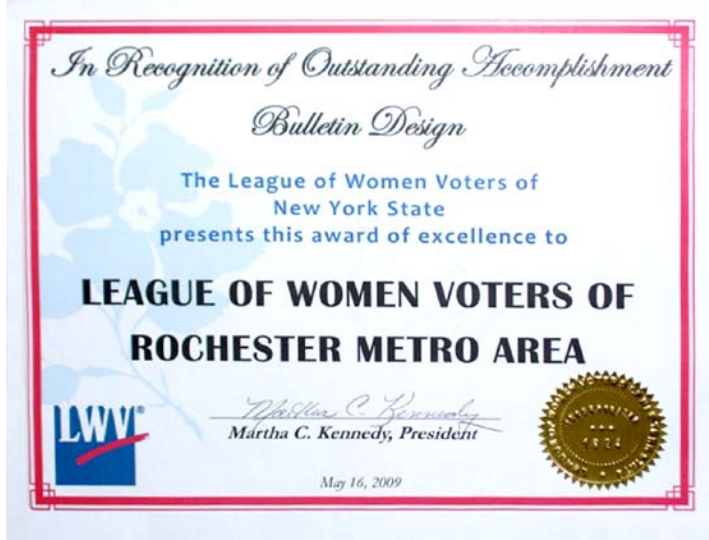 In Recognition of Outstanding Accomplishment
Bulletin Design
The League of Women Voters of
New York State
presents this award of excellence to
LEAGUE OF WOMEN VOTERS OF
ROCHESTER METRO AREA
Martha C. Kennedy
Martha C. Kennedy, President
LWV®
May 16, 2009